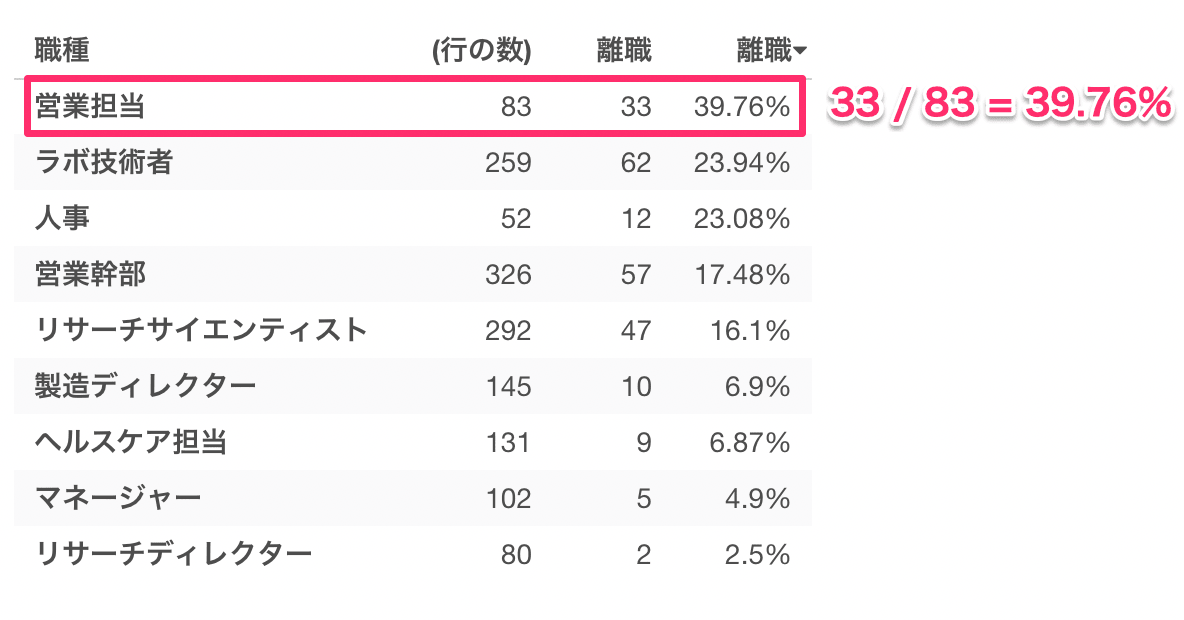 職種 (行の数) 離職 離職
営業担当 83 33 39.76% 33 / 83 = 39.76%
ラボ技術者 259 62 23.94%
人事 52 12 23.08%
営業幹部 326 57 17.48%
リサーチサイエンティスト 292 47 16.1%
製造ディレクター 145 10 6.9%
ヘルスケア担当 131 9 6.87%
マネージャー 102 5 4.9%
リサーチディレクター 80 2 2.5%